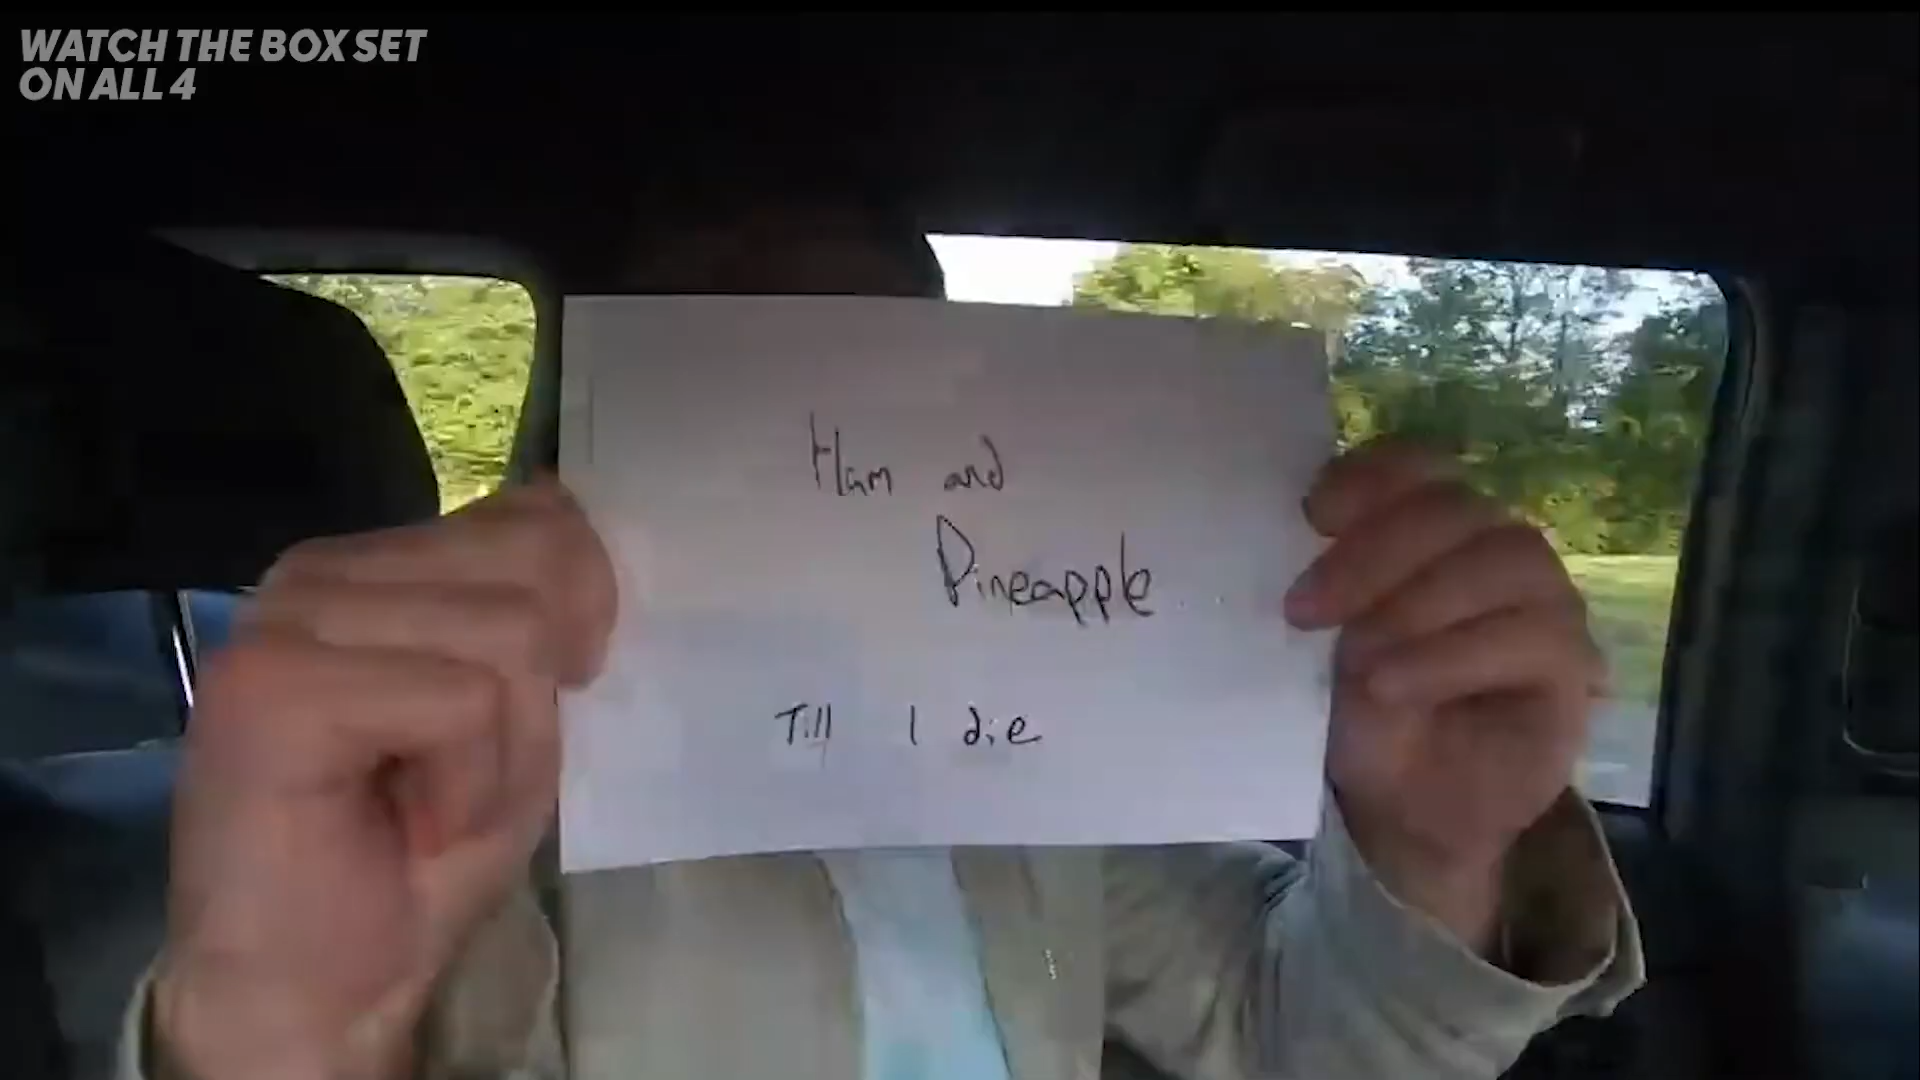 WATCH THE BOX SET
ON ALL 4
Ham and
Pineapple
Till I die